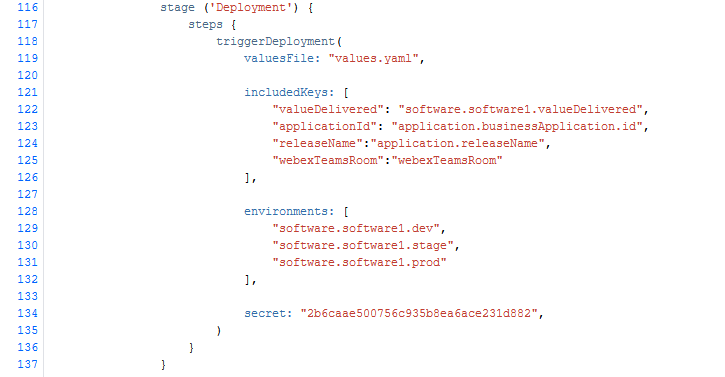 116 stage ('Deployment') {
117 steps {
118 triggerDeployment(
119 valuesFile: "values.yaml",
120
121 includedKeys: [
122 "valueDelivered": "software.software1.valueDelivered",
123 "applicationId": "application.businessApplication.id",
124 "releaseName":"application.releaseName",
125 "webexTeamsRoom":"webexTeamsRoom"
126 ],
127
128 environments: [
129 "software.software1.dev",
130 "software.software1.stage",
131 "software.software1.prod"
132 ],
133
134 secret: "2b6caae500756c935b8ea6ace231d882",
135 )
136 }
137 }